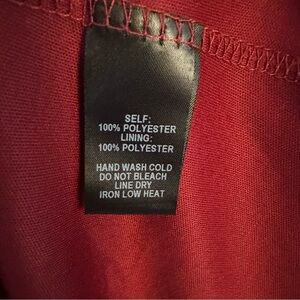 SELF:
100% POLYESTER
LINING:
100% POLYESTER
HAND WASH COLD
DO NOT BLEACH
LINE DRY
IRON LOW HEAT